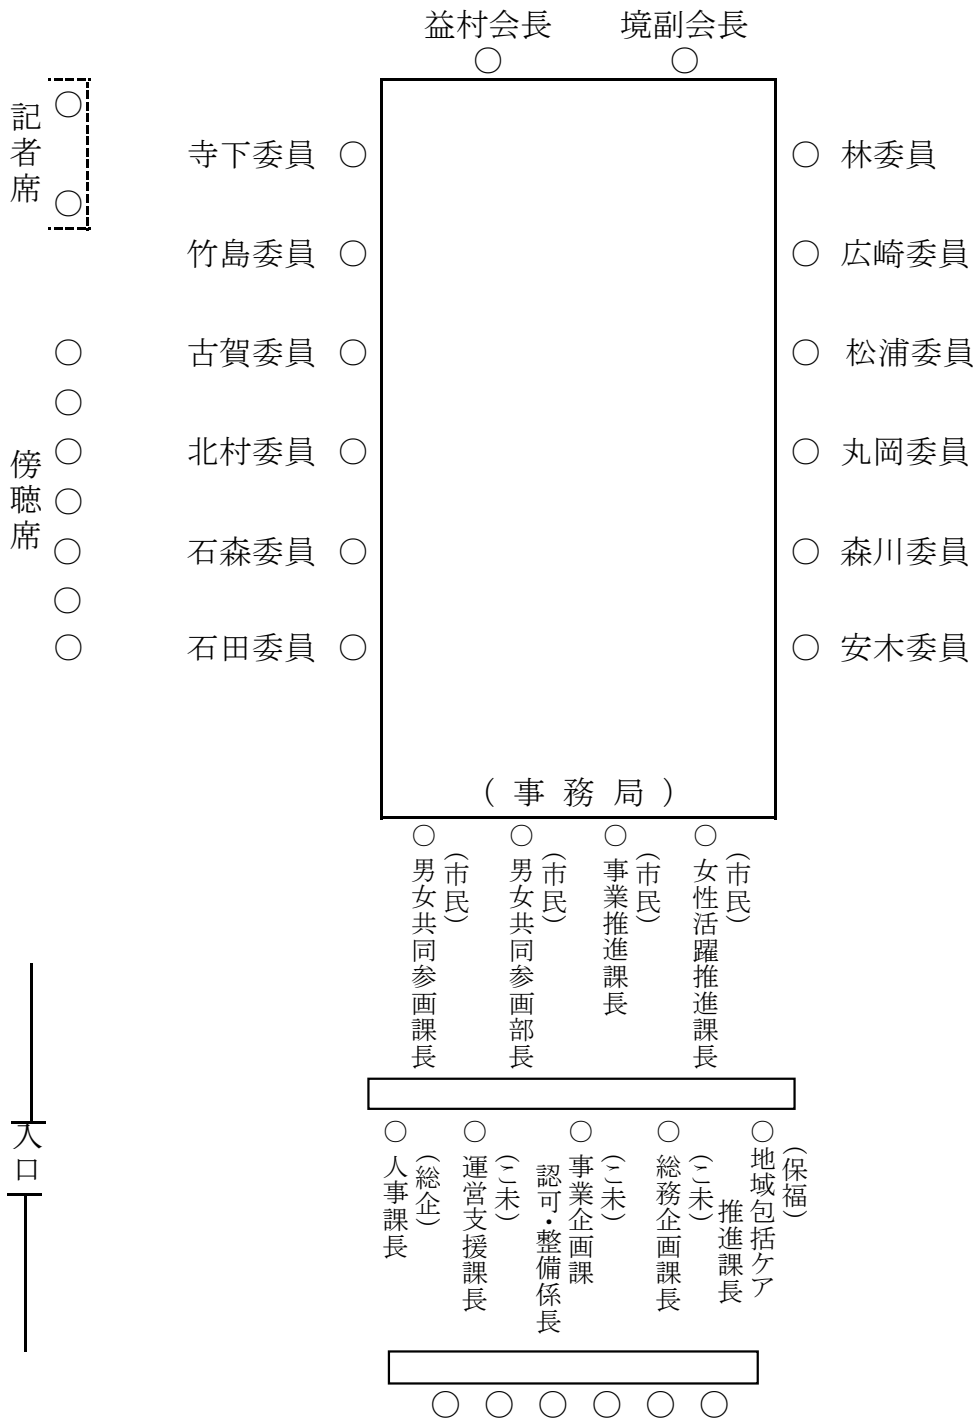 益村会長
境副会長
記者席
寺下委員
林委員
竹島委員
広崎委員
古賀委員
松浦委員
傍聴席
北村委員
丸岡委員
石森委員
森川委員
石田委員
安木委員
(事務局)
(市民)
男女共同参画課長
(市民)
男女共同参画部長
(市民)
事業推進課長
(市民)
女性活躍推進課長
入口
(総企)
人事課長
(こ未)
運営支援課長
(こ未)
事業企画課
認可・整備係長
(こ未)
総務企画課長
(保福)
地域包括ケア
推進課長